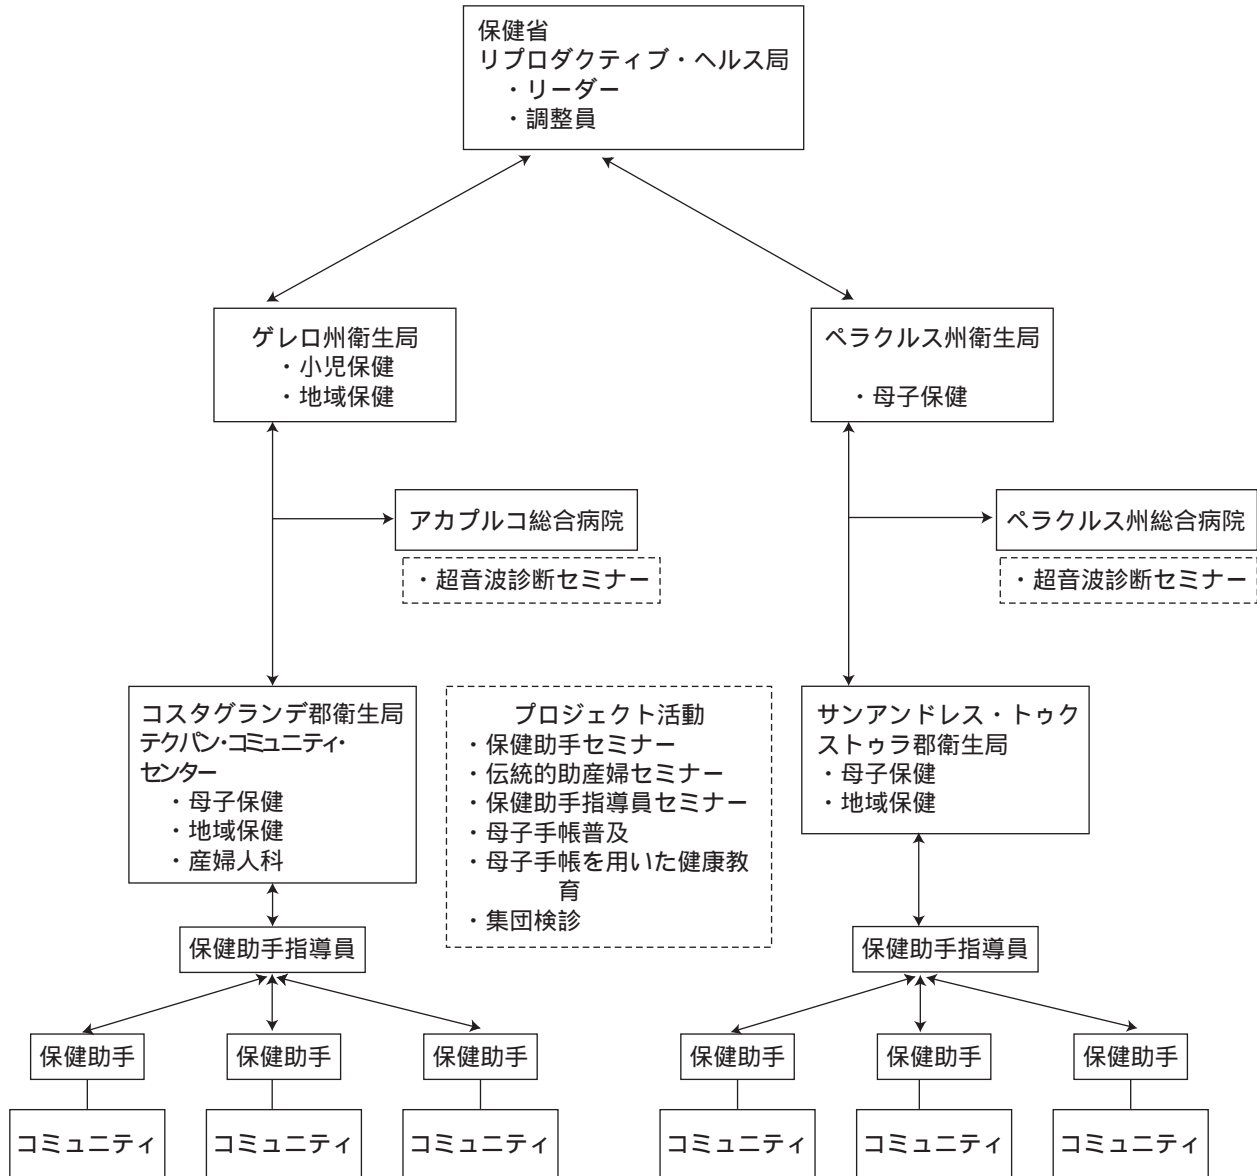 保健省
リプロダクティブ・ヘルス局
・リーダー
・調整員
ゲレロ州衛生局
・小児保健
・地域保健
ペラクルス州衛生局
・母子保健
アカプルコ総合病院
・超音波診断セミナー
ペラクルス州総合病院
・超音波診断セミナー
コスタグランデ郡衛生局
テクパン・コミュニティ・
センター
・母子保健
・地域保健
・産婦人科
プロジェクト活動
・保健助手セミナー
・伝統的助産婦セミナー
・保健助手指導員セミナー
・母子手帳普及
・母子手帳を用いた健康教
育
・集団検診
サンアンドレス・トゥク
ストゥラ郡衛生局
・母子保健
・地域保健
保健助手指導員
保健助手指導員
保健助手
保健助手
保健助手
保健助手
保健助手
保健助手
コミュニティ
コミュニティ
コミュニティ
コミュニティ
コミュニティ
コミュニティ